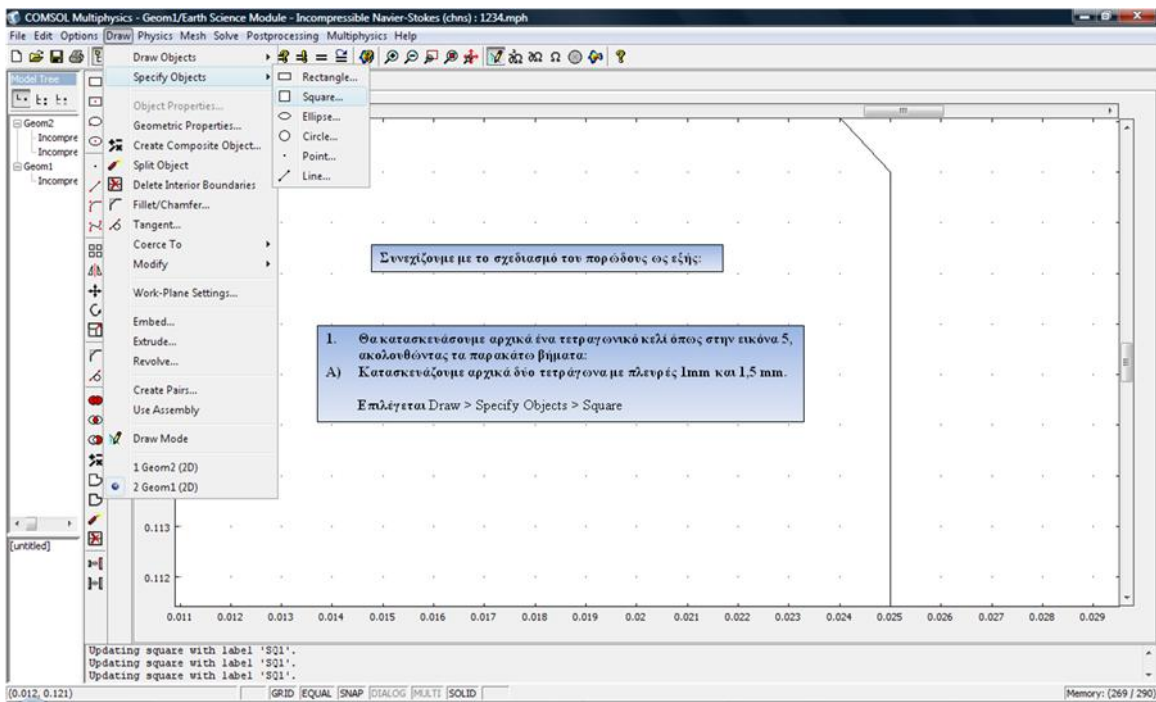 COMSOL Multiphysics - Geom1/Earth Science Module - Incompressible Navier-Stokes (chns) : 1234.mph
File Edit Options Draw Physics Mesh Solve Postprocessing Multiphysics Help
Model Tree
Geom2
Incompre
Incompre
Geom1
Incompre
Draw Objects
Specify Objects
Object Properties...
Geometric Properties...
Create Composite Object...
Split Object
Delete Interior Boundaries
Fillet/Chamfer...
Tangent...
Coerce To
Modify
Work-Plane Settings...
Embed...
Extrude...
Revolve...
Create Pairs...
Use Assembly
Draw Mode
1 Geom2 (2D)
2 Geom1 (2D)
Rectangle...
Square...
Ellipse...
Circle...
Point...
Line...
Συνεχίζουμε με το σχεδιασμό του πορώδους ως εξής:
1. Θα κατασκευάσουμε αρχικά ένα τετραγωνικό κελί όπως στην εικόνα 5,
ακολουθώντας τα παρακάτω βήματα:
Α) Κατασκευάζουμε αρχικά δύο τετράγωνα με πλευρές 1mm και 1,5 mm.
Επιλέγεται Draw > Specify Objects > Square
0.113
0.112
0.011 0.012 0.013 0.014 0.015 0.016 0.017 0.018 0.019 0.02 0.021 0.022 0.023 0.024 0.025 0.026 0.027 0.028 0.029
[untitled]
Updating square with label 'SQ1'.
Updating square with label 'SQ1'.
Updating square with label 'SQ1'.
(0.012, 0.121) GRID EQUAL SNAP DIALOG MULTI SOLID Memory: (269 / 290)